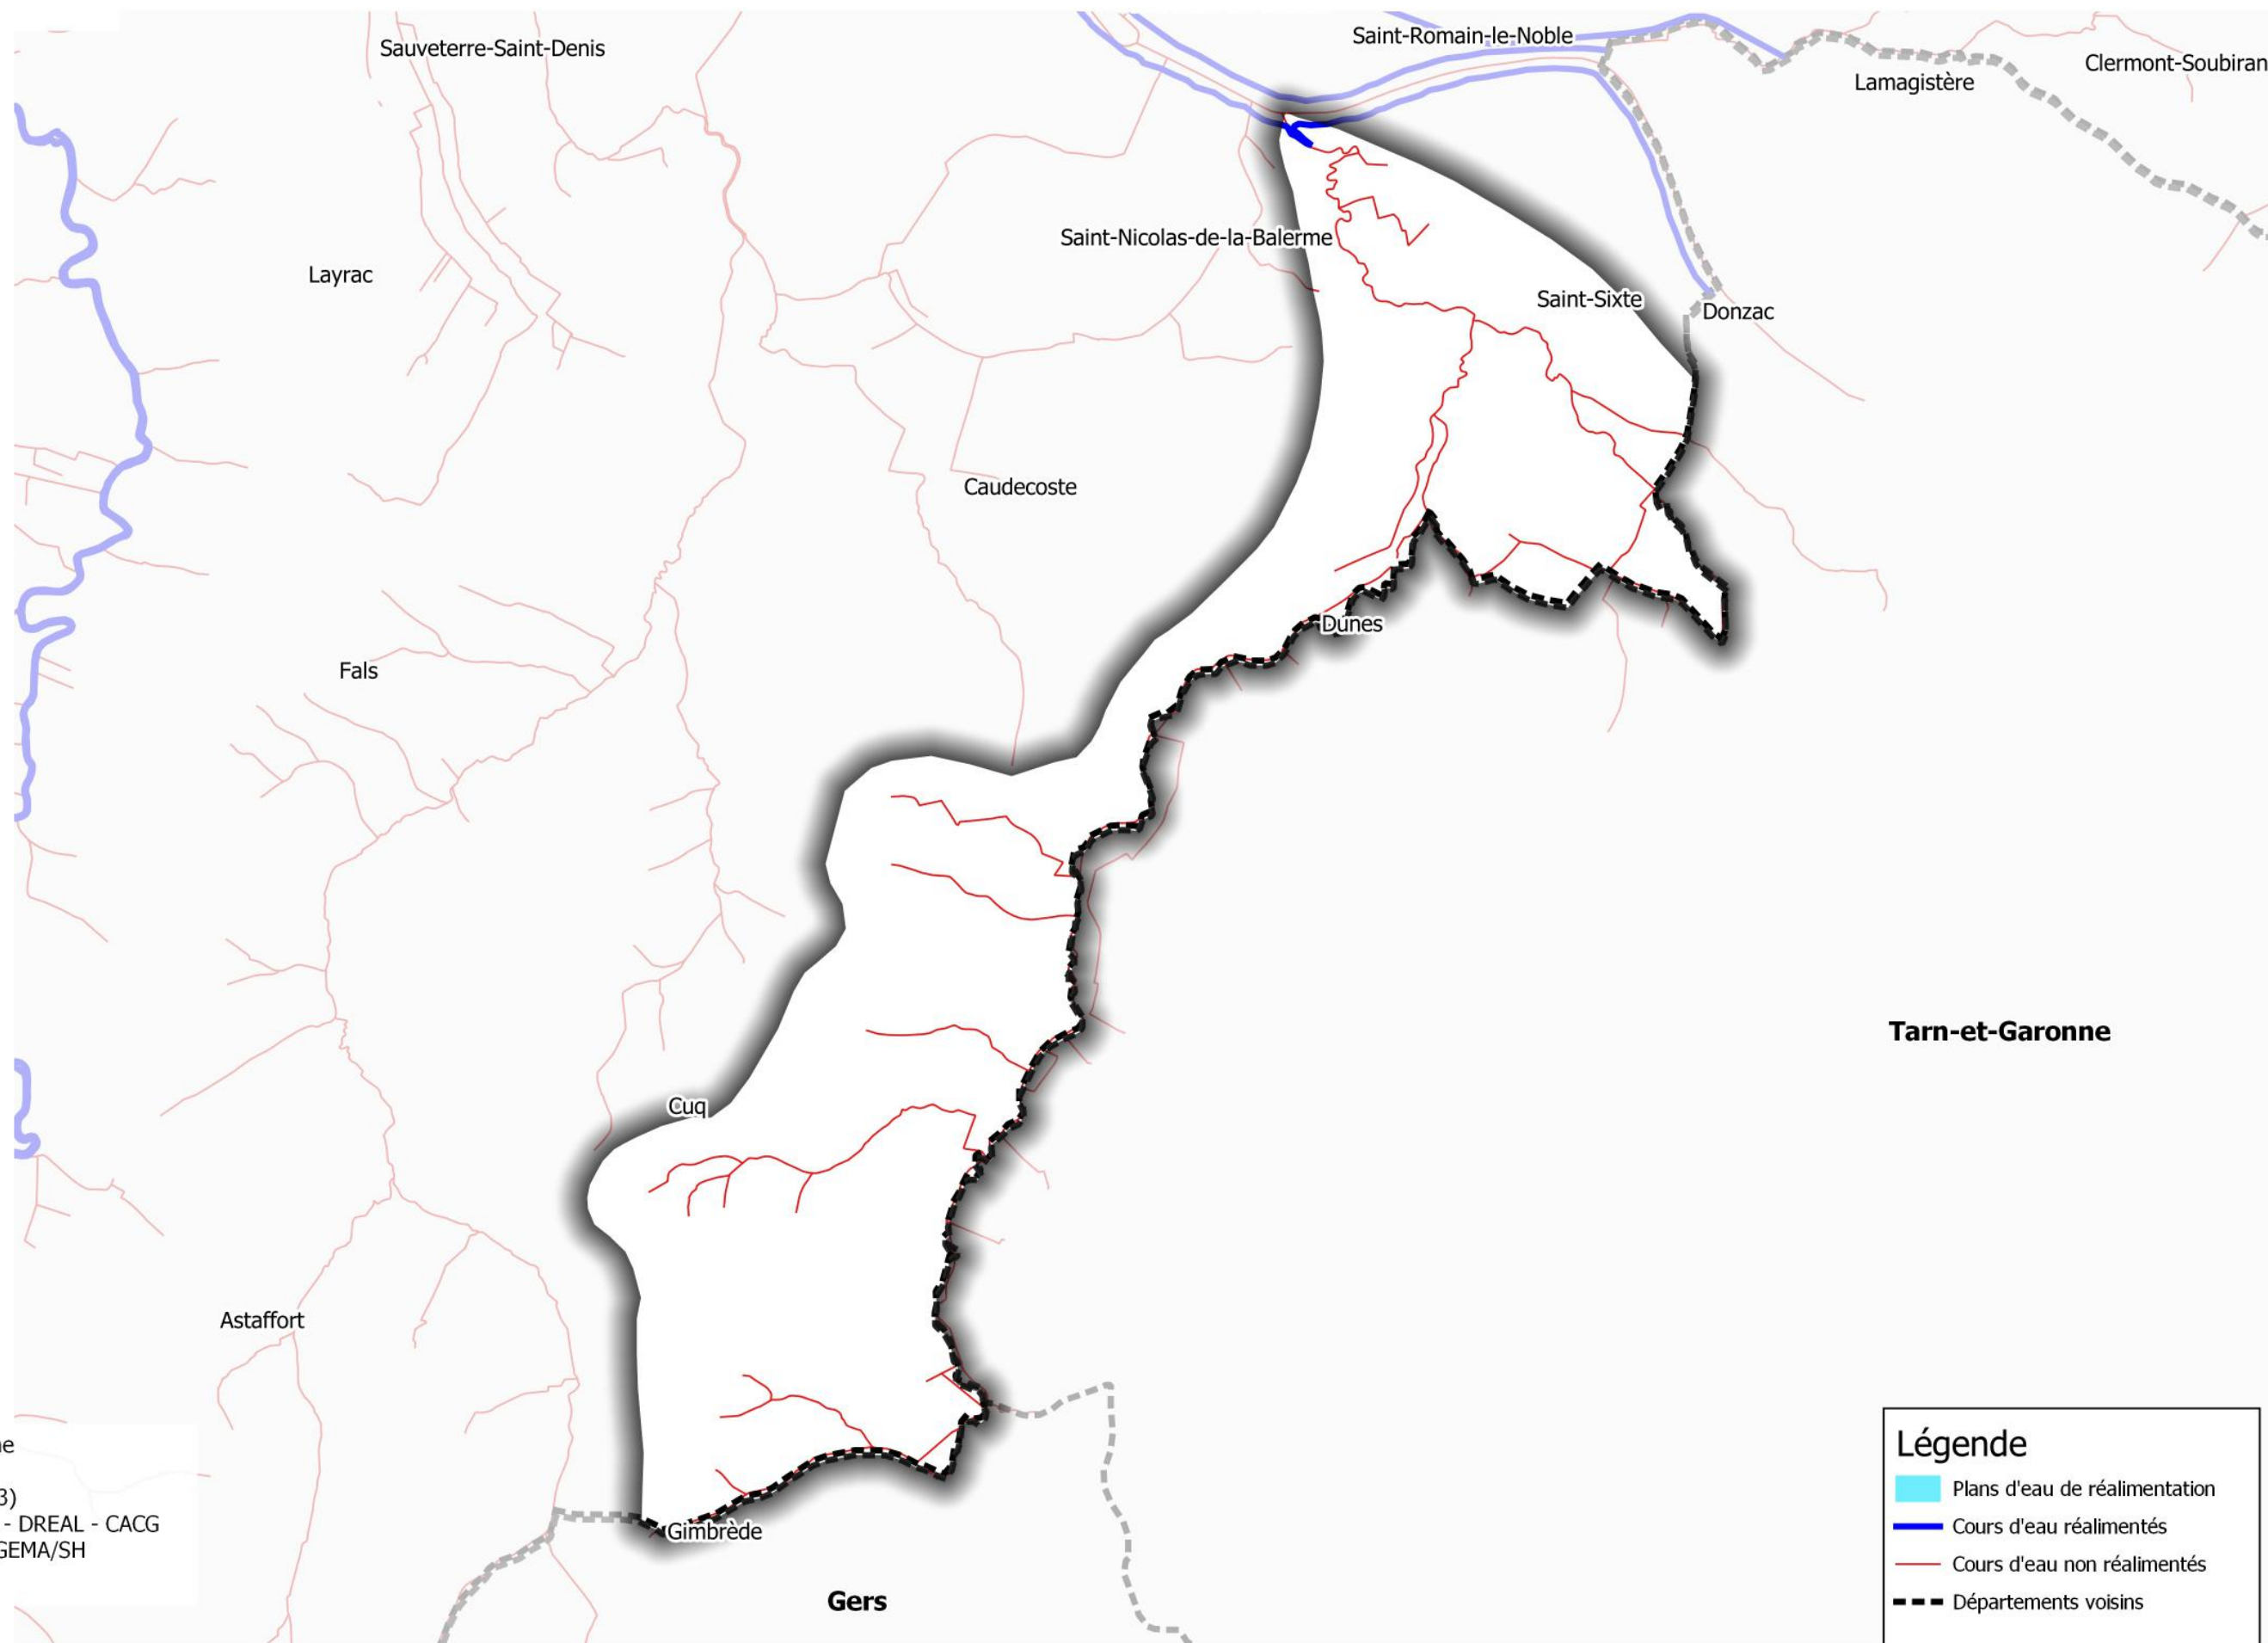 Saint-Romain-le-Noble
Sauveterre-Saint-Denis
Clermont-Soubiran
Lamagistère
Saint-Nicolas-de-la-Balerme
Layrac
Saint-Sixte
Donzac
Caudecoste
Dunes
Fals
Tarn-et-Garonne
Cuq
Astaffort
Gimbrède
Gers
3)
- DREAL - CACG
GEMA/SH
Légende
Plans d'eau de réalimentation
Cours d'eau réalimentés
Cours d'eau non réalimentés
Départements voisins